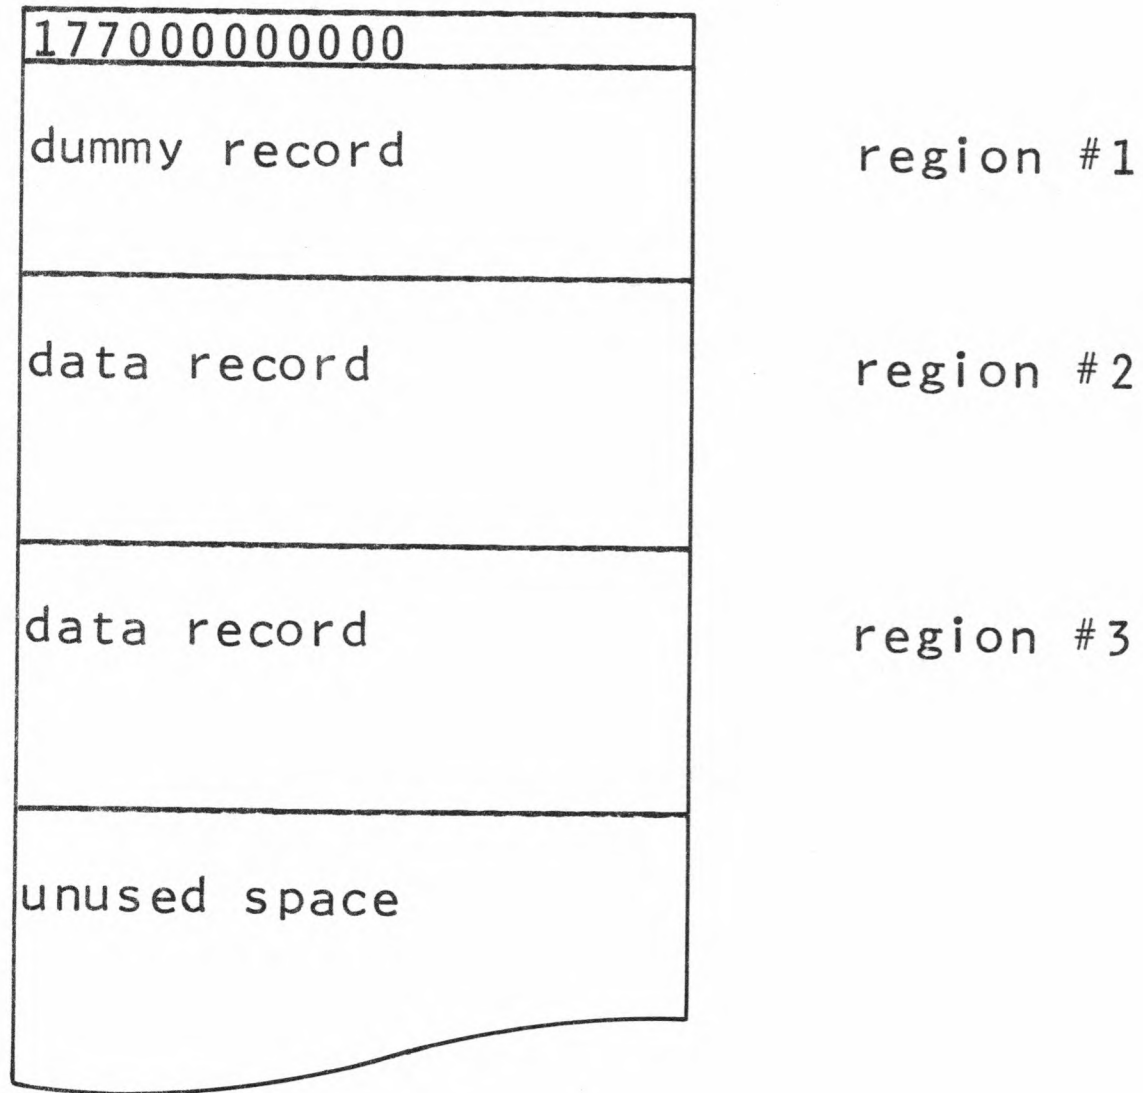 177000000000
dummy record region #1
data record region #2
data record region #3
unused space